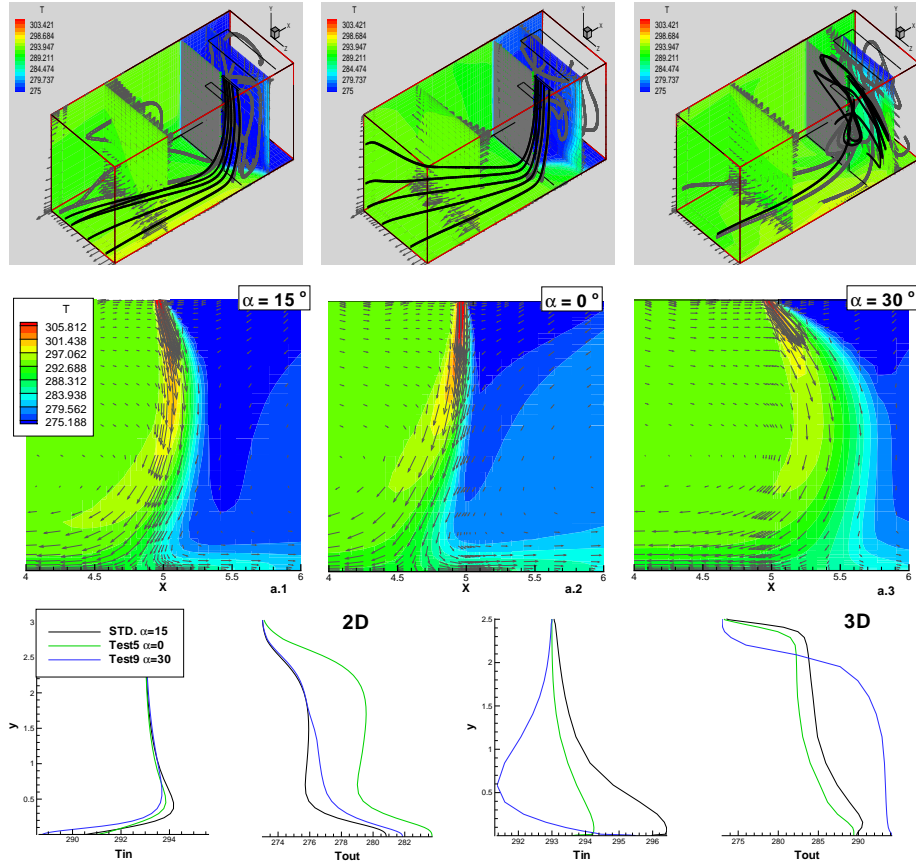 T
303.421
298.684
293.947
289.211
284.474
279.737
275
Y
X
Z
T
303.421
298.684
293.947
289.211
284.474
279.737
275
Y
X
Z
T
303.421
298.684
293.947
289.211
284.474
279.737
275
Y
X
Z
T
305.812
301.438
297.062
292.688
288.312
283.938
279.562
275.188
α = 15 º
4 4.5 5 5.5 6
X
a.1
α = 0 º
4 4.5 5 5.5 6
X
a.2
α = 30 º
4 4.5 5 5.5 6
X
a.3
STD. α=15
Test5 α=0
Test9 α=30
3
1.5
1
0.5
0
y
290 292 294
Tin
2D
274 276 278 280 282
Tout
2.5
2
1.5
1
0.5
0
y
292 293 294 295 296
Tin
3D
275 280 285 290
Tout